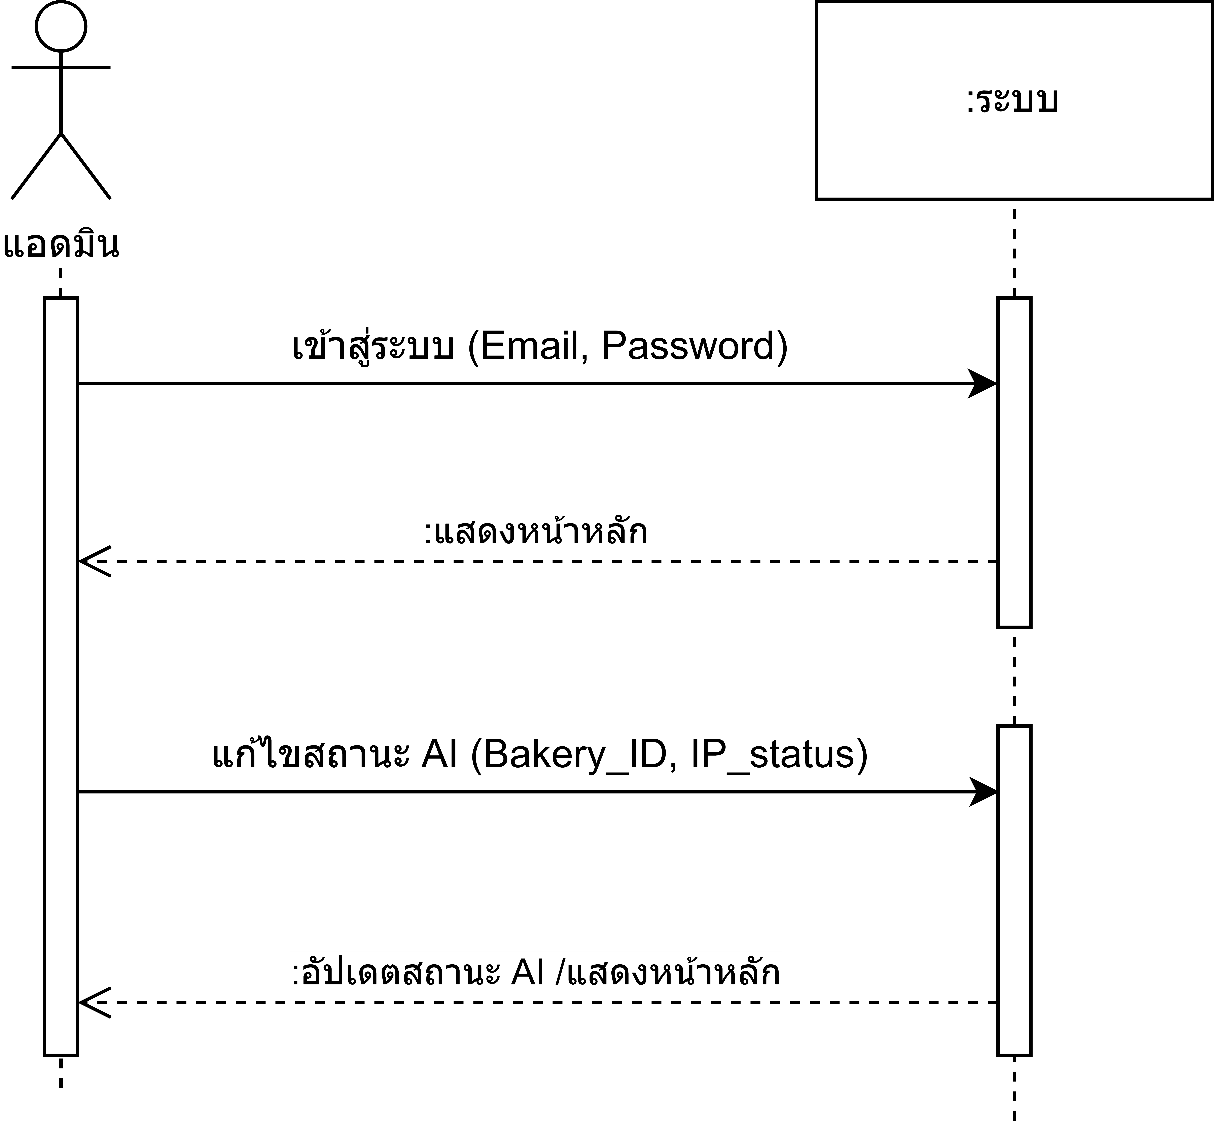 :ระบบ
แอดมิน
เข้าสู่ระบบ (Email, Password)
:แสดงหน้าหลัก
แก้ไขสถานะ AI (Bakery_ID, IP_status)
:อัปเดตสถานะ AI /แสดงหน้าหลัก